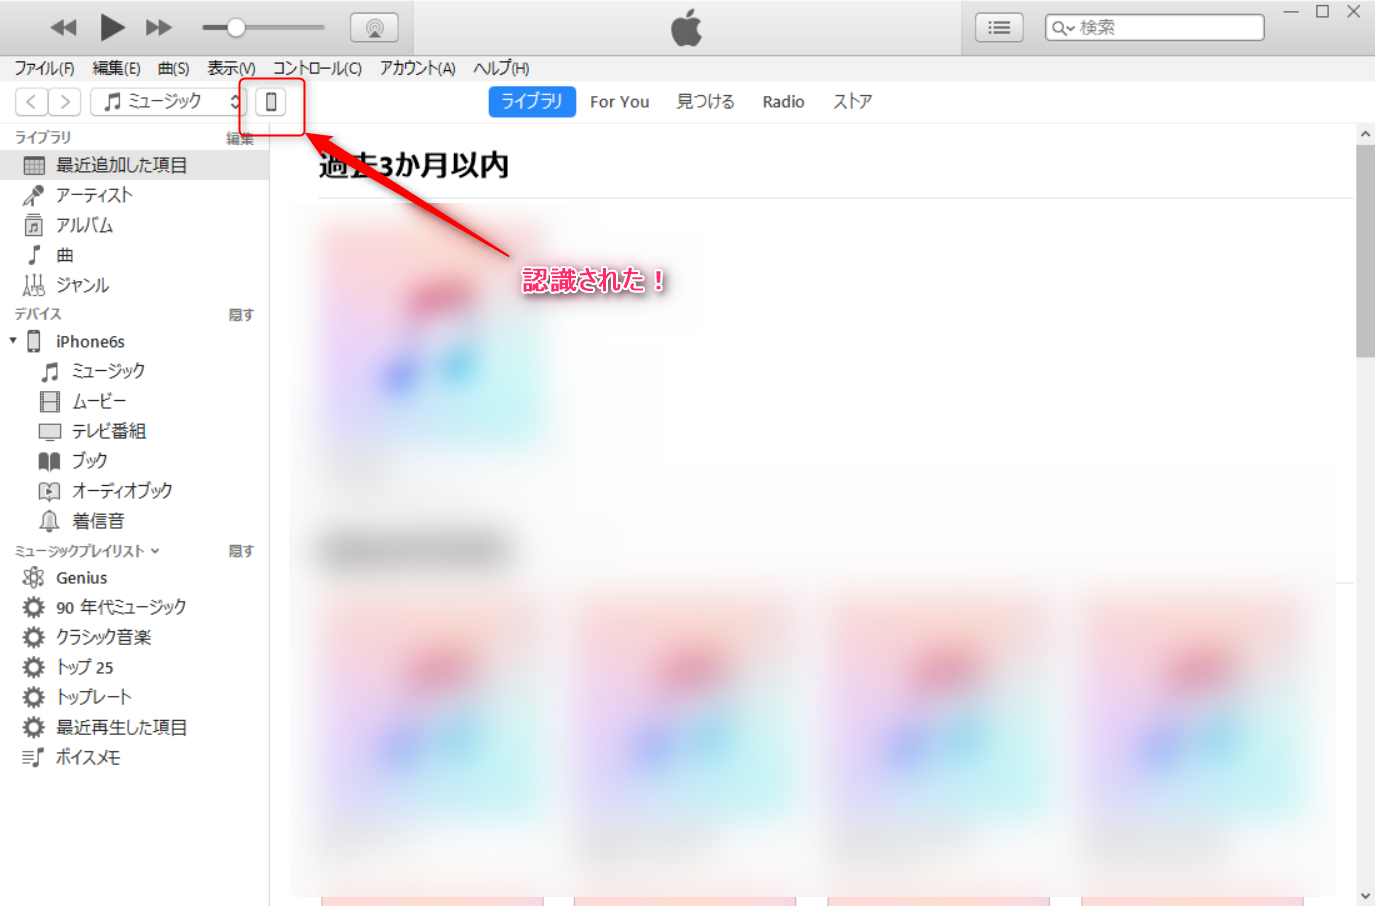 検索
ファイル(F) 編集(E) 曲(S) 表示(V) コントロール(C) アカウント(A) ヘルプ(H)
ミュージック
ライブラリ For You 見つける Radio ストア
ライブラリ 編集
最近追加した項目
アーティスト
アルバム
曲
ジャンル
デバイス 隠す
iPhone6s
ミュージック
ムービー
テレビ番組
ブック
オーディオブック
着信音
ミュージックプレイリスト 隠す
Genius
90 年代ミュージック
クラシック音楽
トップ 25
トップレート
最近再生した項目
ボイスメモ
過去3か月以内
認識された！